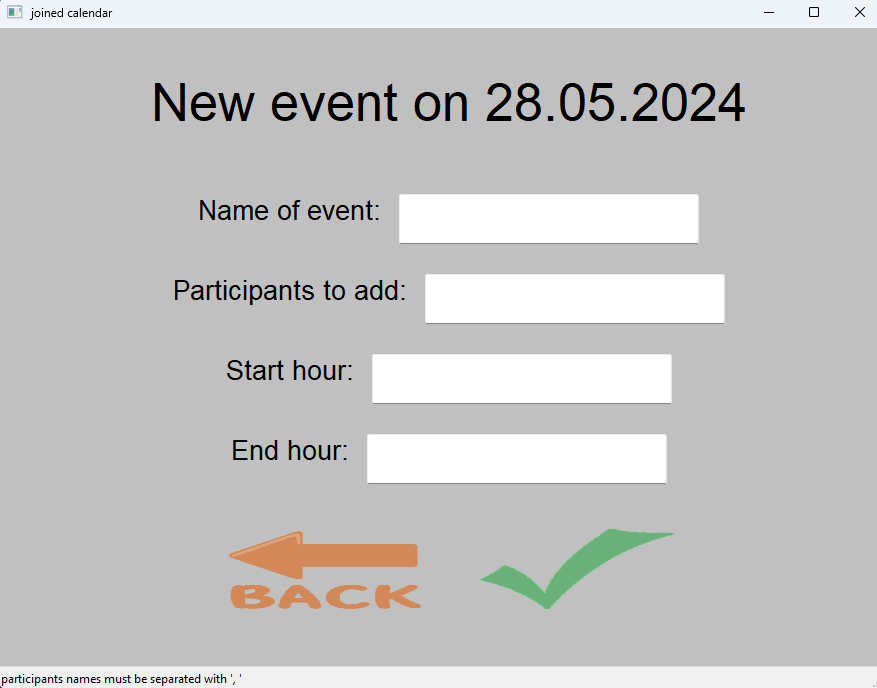 joined calendar
New event on 28.05.2024
Name of event:
Participants to add:
Start hour:
End hour:
BACK
participants names must be separated with ', '